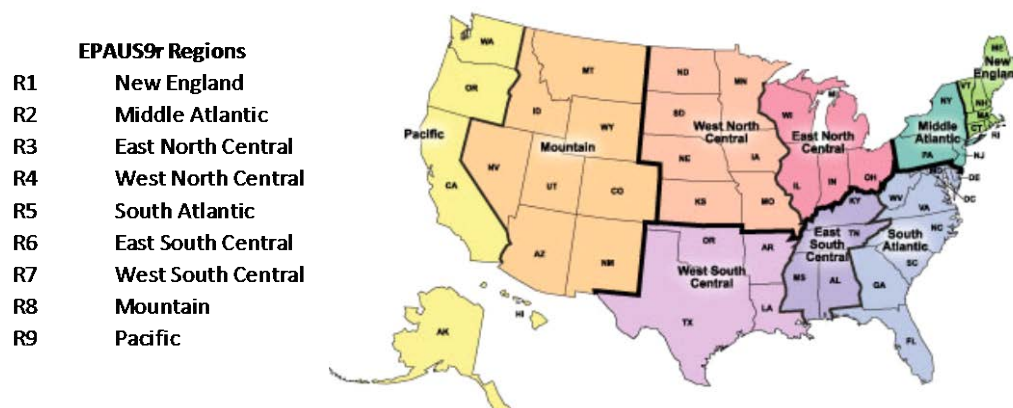 EPAUS9r Regions
R1 New England
R2 Middle Atlantic
R3 East North Central
R4 West North Central
R5 South Atlantic
R6 East South Central
R7 West South Central
R8 Mountain
R9 Pacific
WA
OR
CA
Pacific
AK
HI
MT
ID
WY
NV
UT
CO
AZ
NM
Mountain
ND
MN
SD
NE
IA
KS
MO
West North
Central
WI
MI
IL
IN
OH
East North
Central
NY
PA
NJ
Middle
Atlantic
ME
VT
NH
MA
CT
RI
New
England
OR
AR
TX
LA
West South
Central
KY
TN
MS
AL
East
South
Central
WV
MD
DE
DC
VA
NC
SC
GA
FL
South
Atlantic